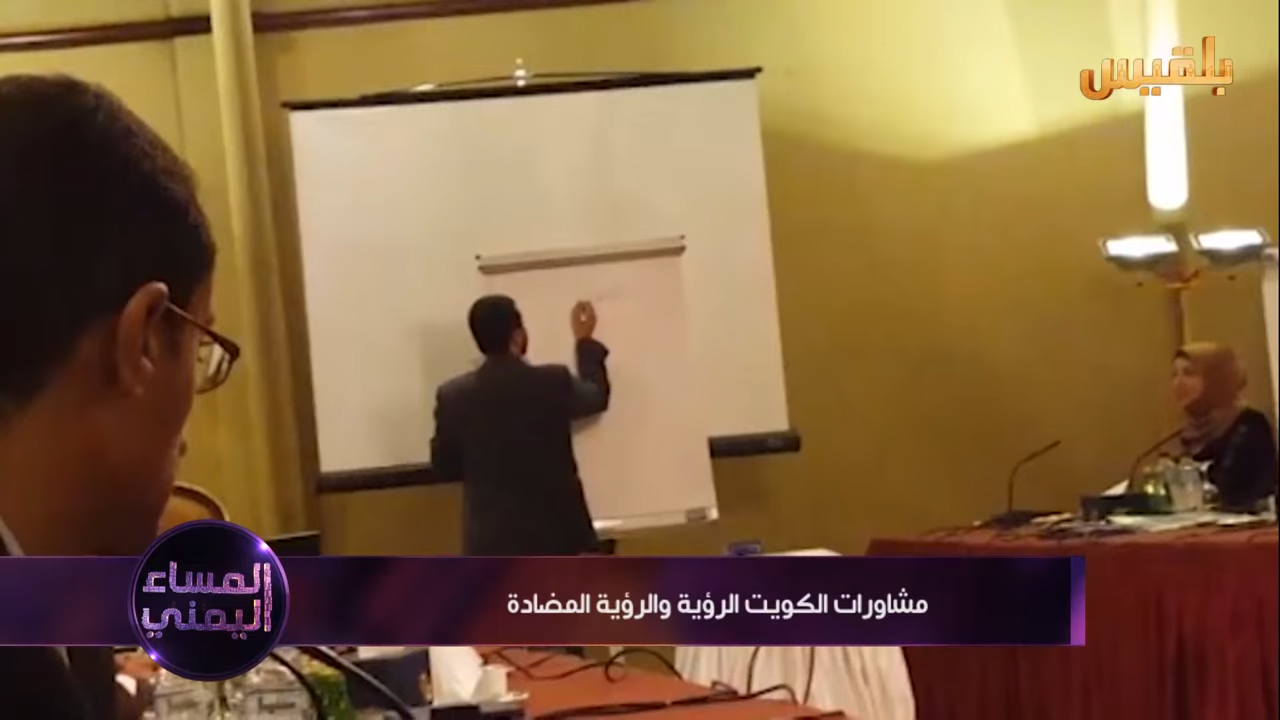 بلقيس
مشاورات الكويت الرؤية والرؤية المضادة
المساء
اليمني